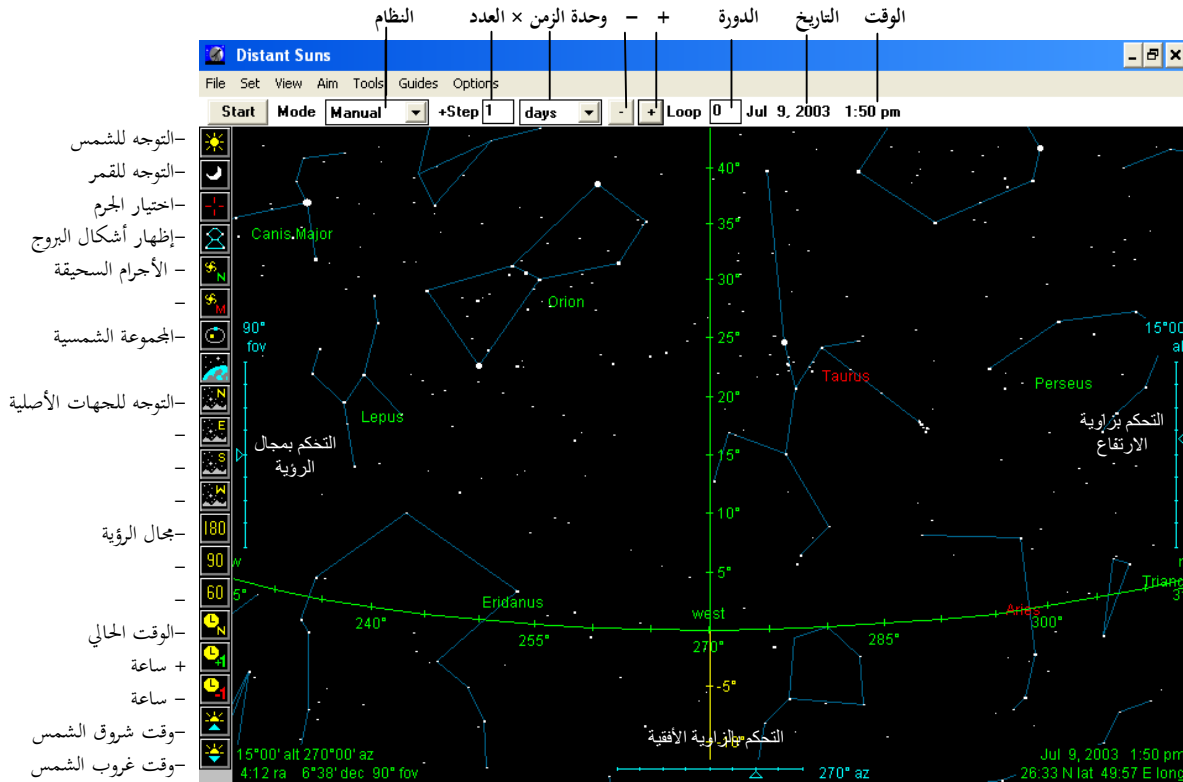 النظام العدد × وحدة الزمن – + الدورة التاريخ الوقت
Distant Suns
File Set View Aim Tools Guides Options
Start Mode Manual +Step 1 days - + Loop 0 Jul 9, 2003 1:50 pm
-التوجه للشمس
-التوجه للقمر
-اختيار الجرم
-إظهار أشكال البروج
- الأجرام السحيقة
-
-المجموعة الشمسية
-التوجه للجهات الأصلية
-
-
-
-مجال الرؤية
-
-
-الوقت الحالي
+ ساعة
- ساعة
-وقت شروق الشمس
-وقت غروب الشمس
N
M
N
E
S
W
180
90
60
N
+1
-1
40°
35°
30°
25°
20°
15°
10°
5°
-5°
Canis Major
Orion
90°
fov
15°00'
Taurus
Perseus
Lepus
التحكم بمجال
الرؤية
التحكم بزاوية
الارتفاع
w
Eridanus
west
Aries
240°
255°
270°
285°
300°
التحكم بالزاوية الأفقية
15°00' alt 270°00' az
4:12 ra 6°38' dec 90° fov
270° az
Jul 9, 2003 1:50 pm
26:33 N lat 49:57 E long